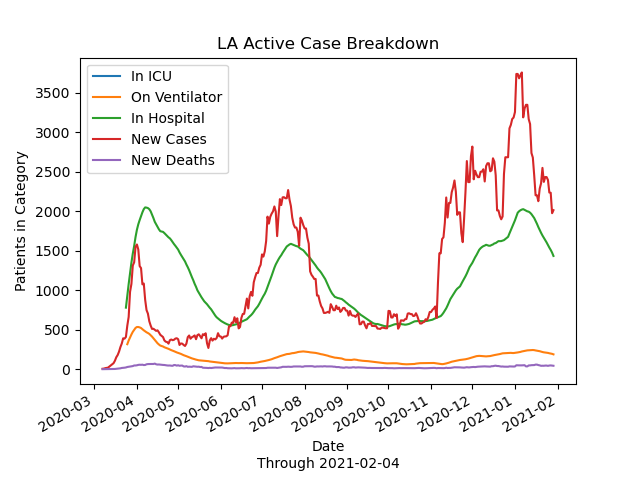 LA Active Case Breakdown
In ICU
On Ventilator
In Hospital
New Cases
New Deaths
Patients in Category
3500
3000
2500
2000
1500
1000
500
0
2020-03
2020-04
2020-05
2020-06
2020-07
2020-08
2020-09
2020-10
2020-11
2020-12
2021-01
2021-02
Date
Through 2021-02-04